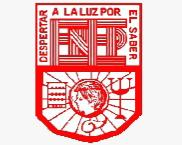 DESPERTAR
A LA LUZ POR
EL SABER
ENP